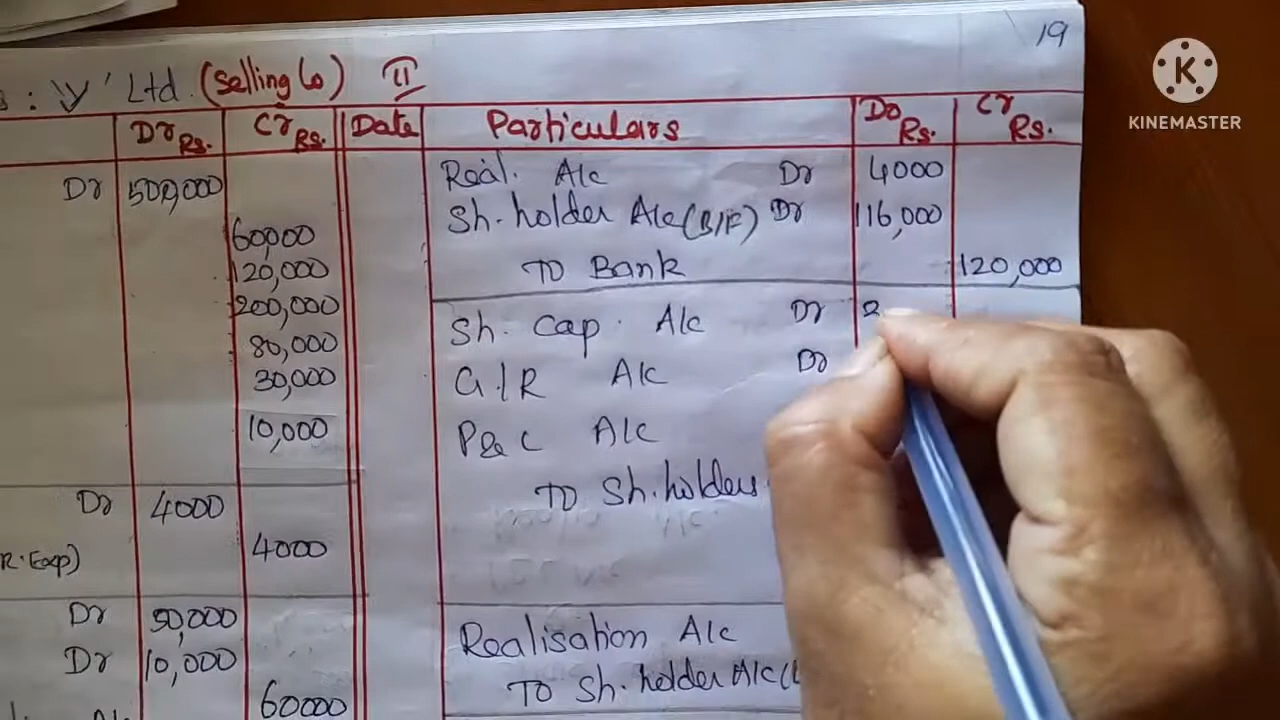 19
K
KINEMASTER
: 'Y' Ltd. (Selling Co) II
Dr Rs. Cr Rs. Date Particulars Dr Rs. Cr Rs.
Dr 500,000
60,000
120,000
200,000
80,000
30,000
10,000
Dr 4000
4000
R. Exp)
Dr 50,000
Dr 10,000
60000
Real. A/c Dr 4000
Sh. holder A/c (B/F) Dr 116,000
TO Bank 120,000
Sh. Cap. A/c Dr
G/R A/c Dr
P&L A/c
TO Sh. holders
Realisation A/c
TO Sh. holder A/c (